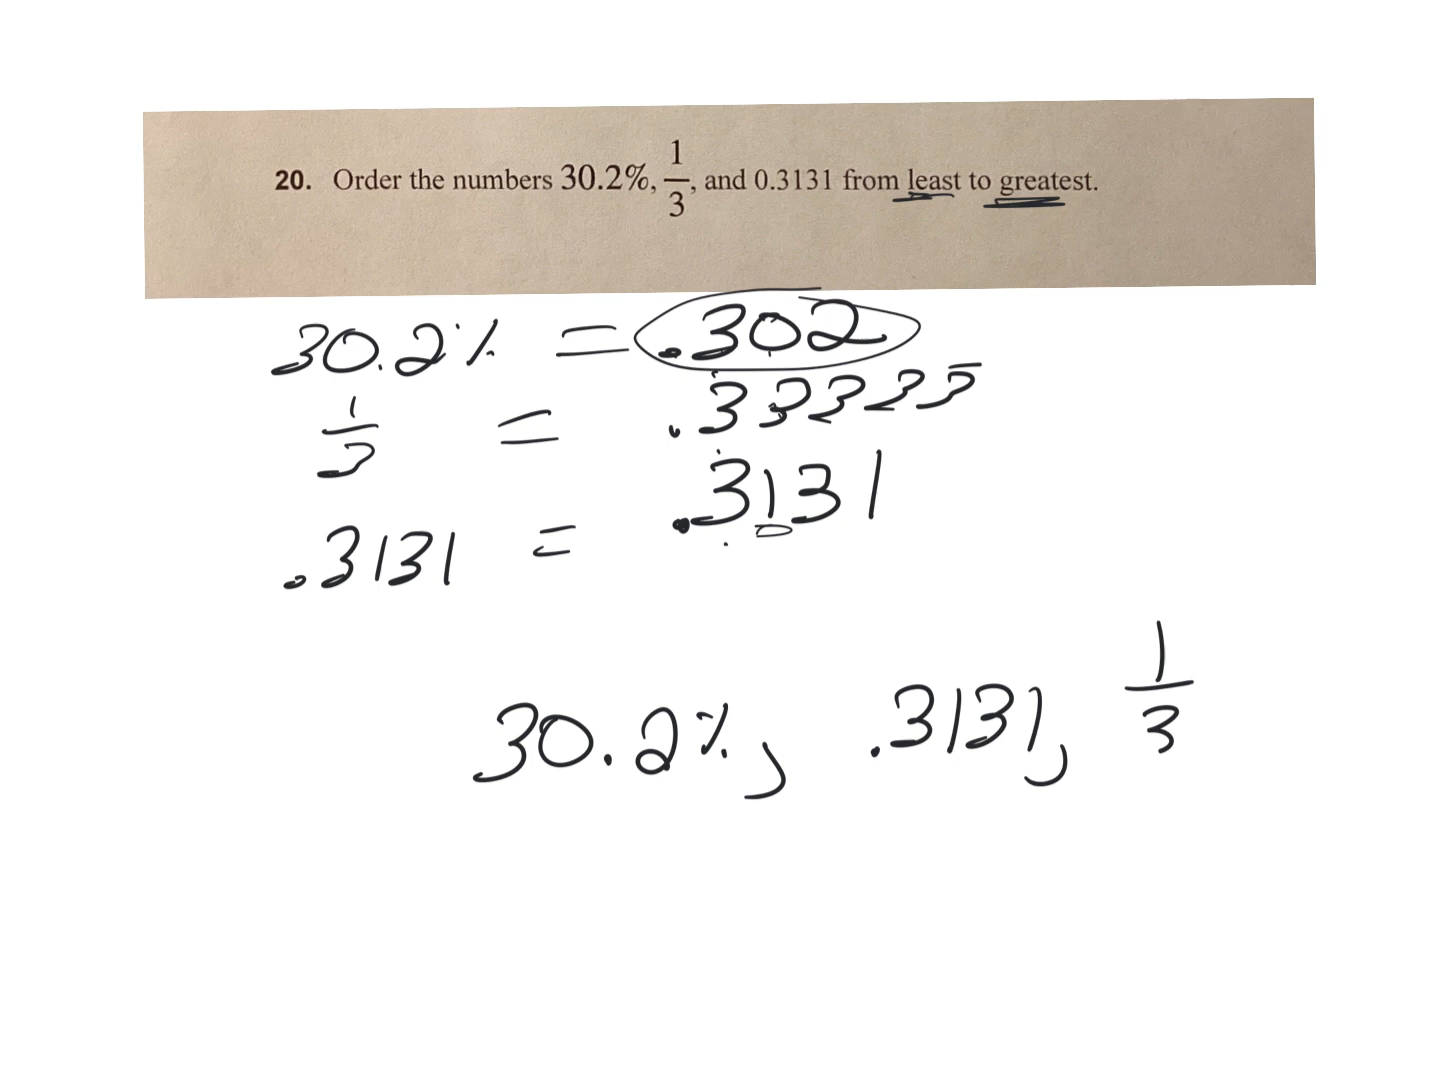 20. Order the numbers 30.2%, 1/3, and 0.3131 from least to greatest.
30.2% = .302
1/3 = .33333̅
.3131 = .3131
30.2%, .3131, 1/3